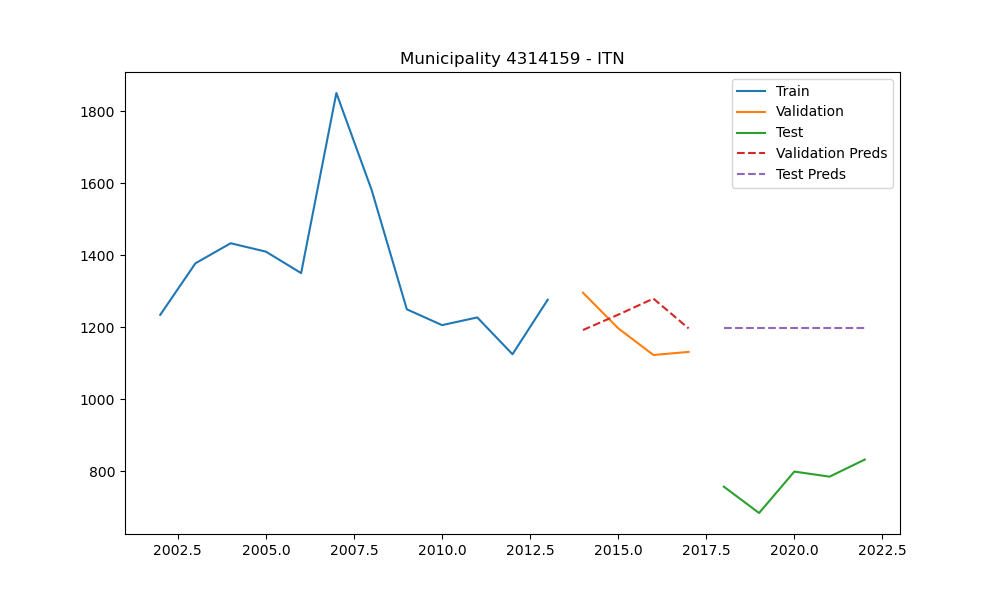 Municipality 4314159 - ITN
Train
Validation
Test
Validation Preds
Test Preds
1800
1600
1400
1200
1000
800
2002.5 2005.0 2007.5 2010.0 2012.5 2015.0 2017.5 2020.0 2022.5